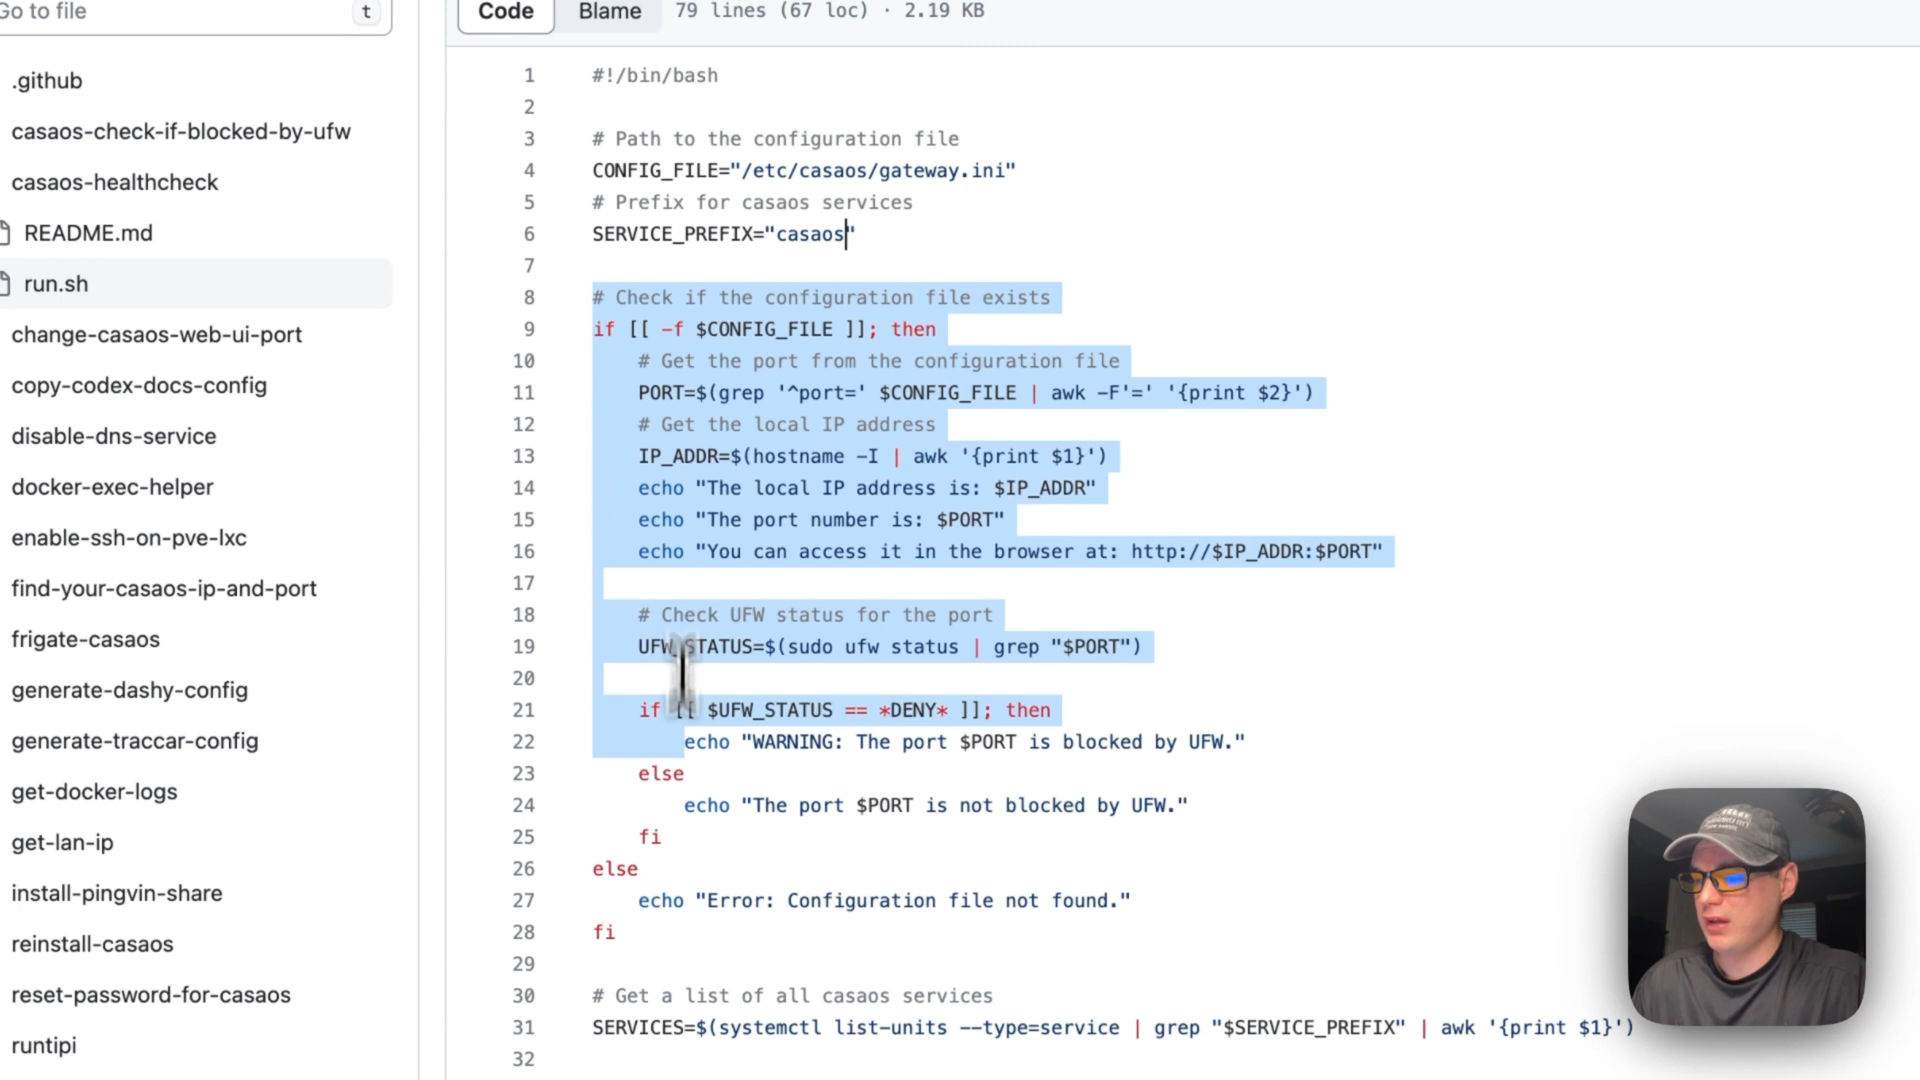 Go to file t
.github
casaos-check-if-blocked-by-ufw
casaos-healthcheck
README.md
run.sh
change-casaos-web-ui-port
copy-codex-docs-config
disable-dns-service
docker-exec-helper
enable-ssh-on-pve-lxc
find-your-casaos-ip-and-port
frigate-casaos
generate-dashy-config
generate-traccar-config
get-docker-logs
get-lan-ip
install-pingvin-share
reinstall-casaos
reset-password-for-casaos
runtipi
Code Blame 79 lines (67 loc) · 2.19 KB
1 #!/bin/bash
2
3 # Path to the configuration file
4 CONFIG_FILE="/etc/casaos/gateway.ini"
5 # Prefix for casaos services
6 SERVICE_PREFIX="casaos"
7
8 # Check if the configuration file exists
9 if [[ -f $CONFIG_FILE ]]; then
10 # Get the port from the configuration file
11 PORT=$(grep '^port=' $CONFIG_FILE | awk -F'=' '{print $2}')
12 # Get the local IP address
13 IP_ADDR=$(hostname -I | awk '{print $1}')
14 echo "The local IP address is: $IP_ADDR"
15 echo "The port number is: $PORT"
16 echo "You can access it in the browser at: http://$IP_ADDR:$PORT"
17
18 # Check UFW status for the port
19 UFW_STATUS=$(sudo ufw status | grep "$PORT")
20
21 if [[ $UFW_STATUS == *DENY* ]]; then
22 echo "WARNING: The port $PORT is blocked by UFW."
23 else
24 echo "The port $PORT is not blocked by UFW."
25 fi
26 else
27 echo "Error: Configuration file not found."
28 fi
29
30 # Get a list of all casaos services
31 SERVICES=$(systemctl list-units --type=service | grep "$SERVICE_PREFIX" | awk '{print $1}')
32